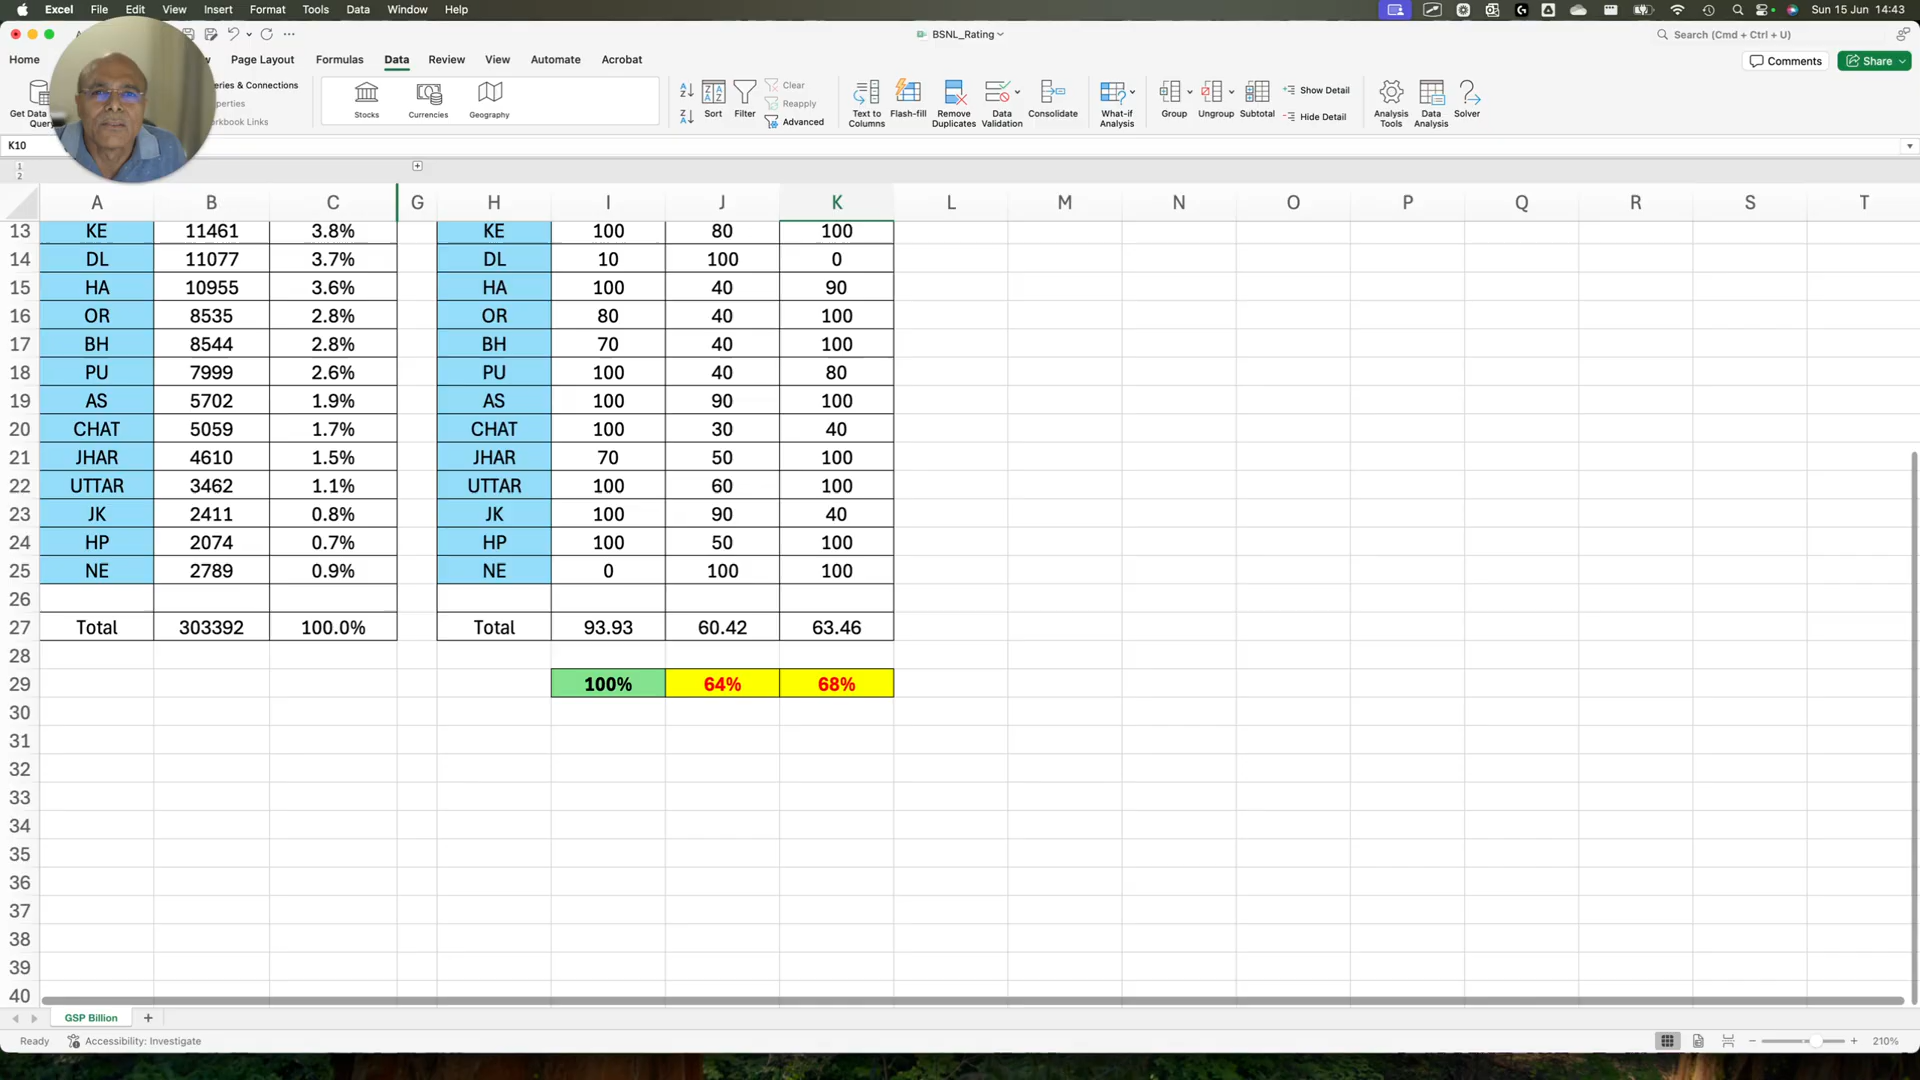 Excel File Edit View Insert Format Tools Data Window Help Sun 15 Jun 14:43
BSNL_Rating Search (Cmd + Ctrl + U)
Home Page Layout Formulas Data Review View Automate Acrobat Comments Share
Get Data Query eries & Connections operties orkbook Links Stocks Currencies Geography Sort Filter Clear Reapply Advanced Text to Columns Flash-fill Remove Duplicates Data Validation Consolidate What-if Analysis Group Ungroup Subtotal Show Detail Hide Detail Analysis Tools Data Analysis Solver
K10
1
2
A B C G H I J K L M N O P Q R S T
13 KE 11461 3.8% KE 100 80 100
14 DL 11077 3.7% DL 10 100 0
15 HA 10955 3.6% HA 100 40 90
16 OR 8535 2.8% OR 80 40 100
17 BH 8544 2.8% BH 70 40 100
18 PU 7999 2.6% PU 100 40 80
19 AS 5702 1.9% AS 100 90 100
20 CHAT 5059 1.7% CHAT 100 30 40
21 JHAR 4610 1.5% JHAR 70 50 100
22 UTTAR 3462 1.1% UTTAR 100 60 100
23 JK 2411 0.8% JK 100 90 40
24 HP 2074 0.7% HP 100 50 100
25 NE 2789 0.9% NE 0 100 100
26
27 Total 303392 100.0% Total 93.93 60.42 63.46
28
29 100% 64% 68%
30
31
32
33
34
35
36
37
38
39
40
GSP Billion
Ready Accessibility: Investigate 210%